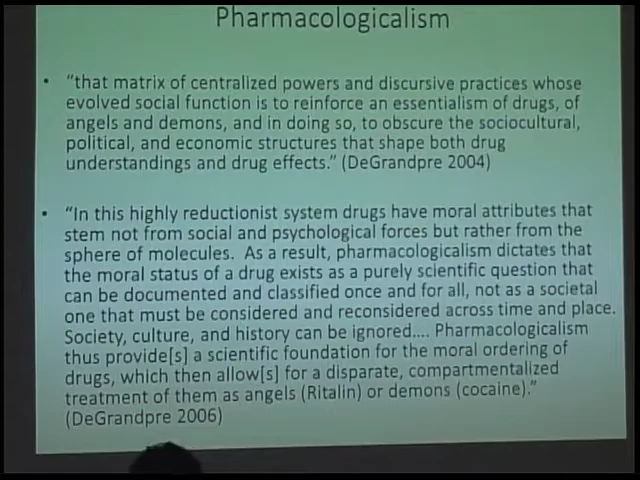 Pharmacologicalism
• “that matrix of centralized powers and discursive practices whose
evolved social function is to reinforce an essentialism of drugs, of
angels and demons, and in doing so, to obscure the sociocultural,
political, and economic structures that shape both drug
understandings and drug effects.” (DeGrandpre 2004)
• “In this highly reductionist system drugs have moral attributes that
stem not from social and psychological forces but rather from the
sphere of molecules. As a result, pharmacologicalism dictates that
the moral status of a drug exists as a purely scientific question that
can be documented and classified once and for all, not as a societal
one that must be considered and reconsidered across time and place.
Society, culture, and history can be ignored.... Pharmacologicalism
thus provide[s] a scientific foundation for the moral ordering of
drugs, which then allow[s] for a disparate, compartmentalized
treatment of them as angels (Ritalin) or demons (cocaine).”
(DeGrandpre 2006)